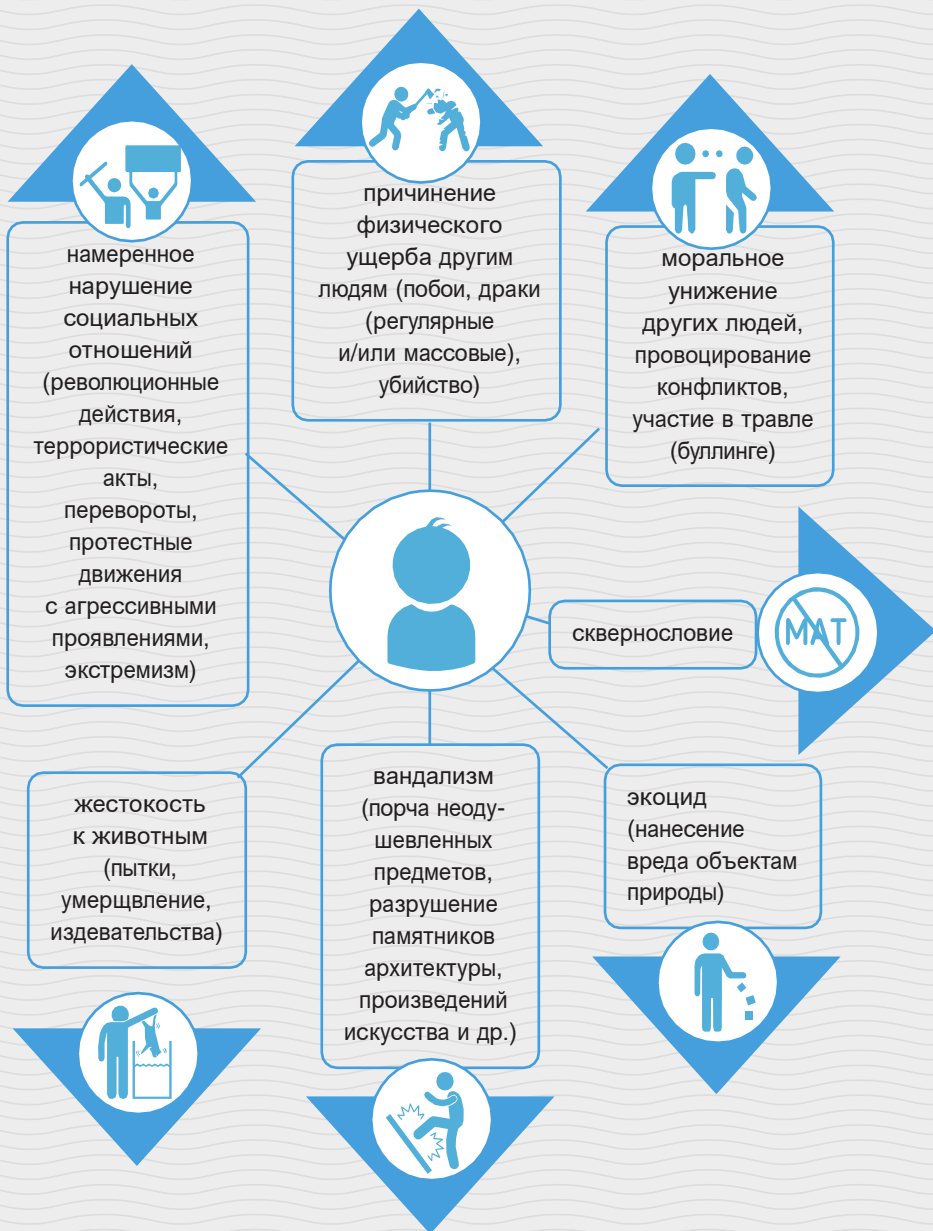 намеренное
нарушение
социальных
отношений
(революционные
действия,
террористические
акты,
перевороты,
протестные
движения
с агрессивными
проявлениями,
экстремизм)
причинение
физического
ущерба другим
людям (побои, драки
(регулярные
и/или массовые),
убийство)
моральное
унижение
других людей,
провоцирование
конфликтов,
участие в травле
(буллинге)
сквернословие
МАТ
жестокость
к животным
(пытки,
умерщвление,
издевательства)
вандализм
(порча неоду-
шевленных
предметов,
разрушение
памятников
архитектуры,
произведений
искусства и др.)
экоцид
(нанесение
вреда объектам
природы)